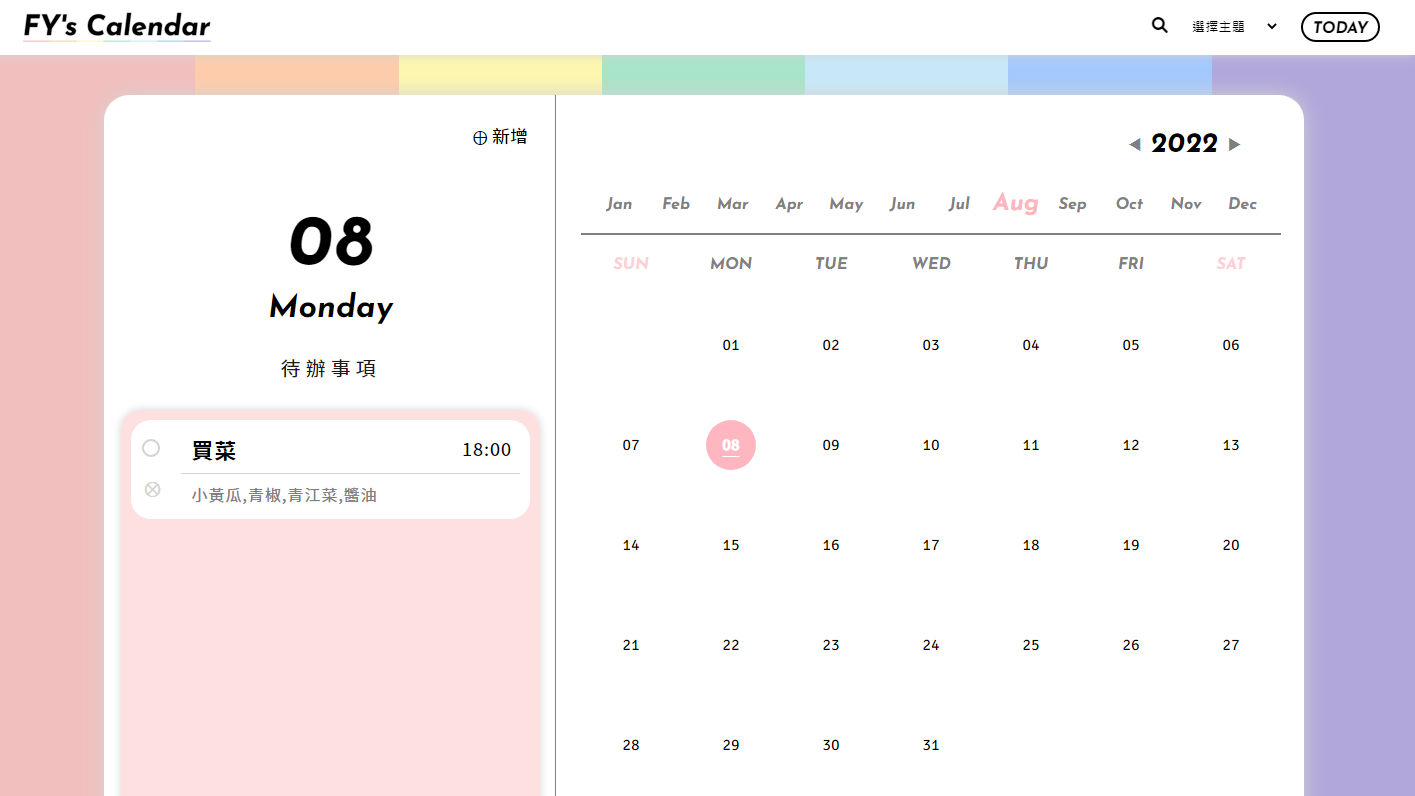 FY's Calendar
選擇主題
TODAY
新增
08
Monday
待辦事項
買菜 18:00
小黃瓜,青椒,青江菜,醬油
2022
Jan Feb Mar Apr May Jun Jul Aug Sep Oct Nov Dec
SUN MON TUE WED THU FRI SAT
01 02 03 04 05 06
07 08 09 10 11 12 13
14 15 16 17 18 19 20
21 22 23 24 25 26 27
28 29 30 31